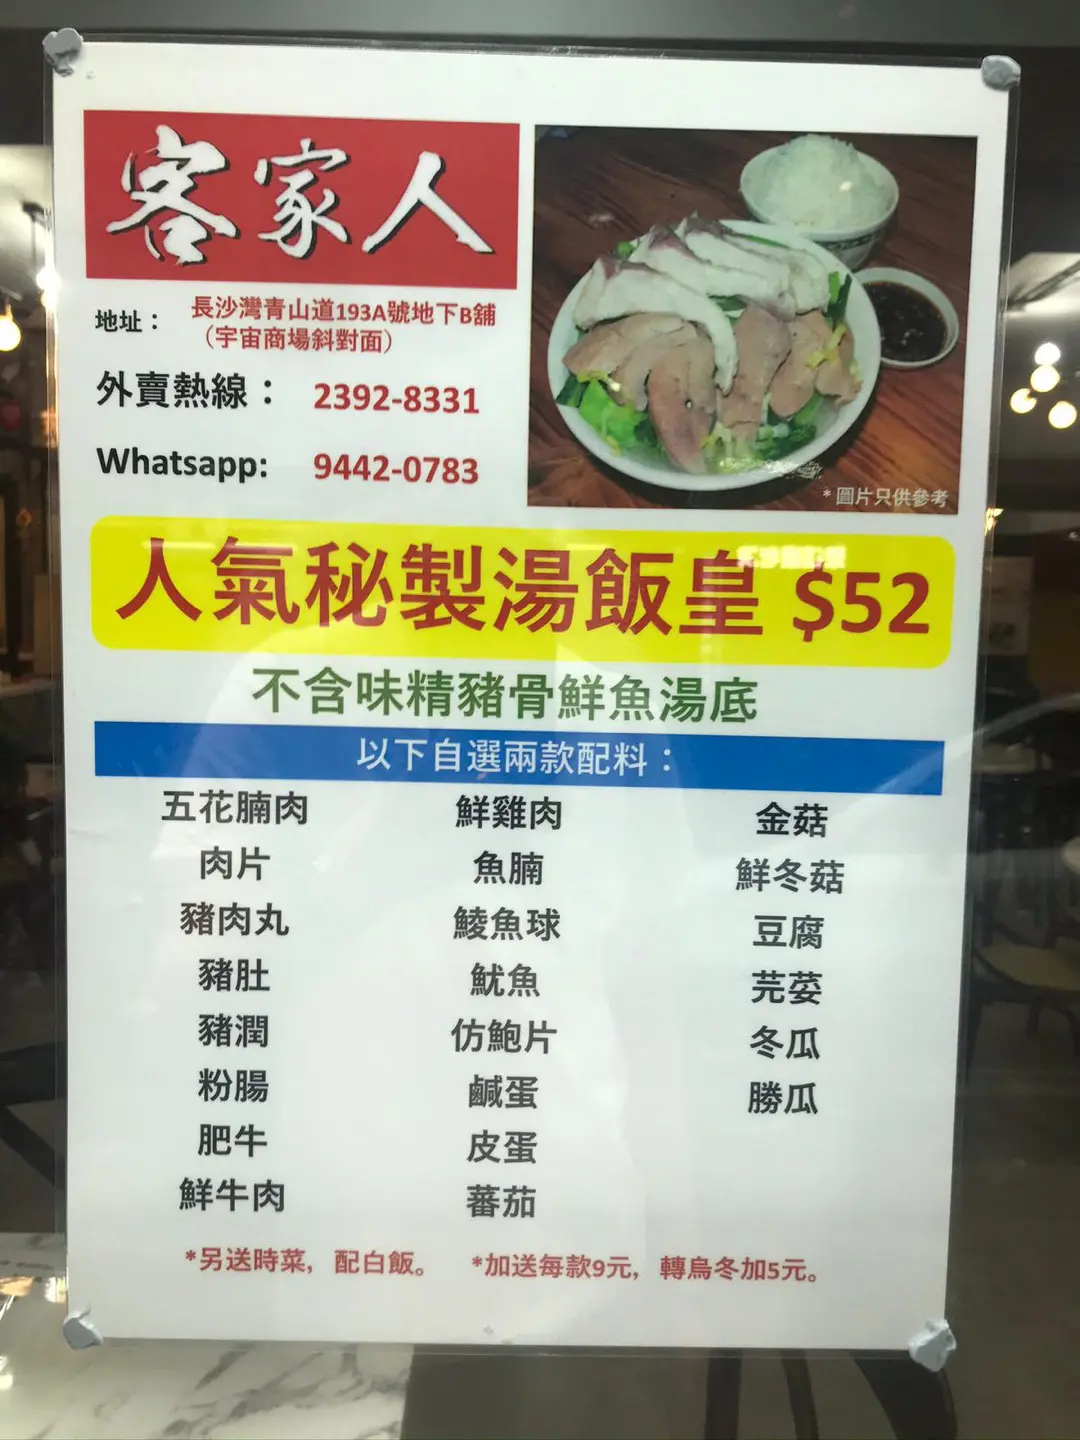 客家人
地址： 長沙灣青山道193A號地下B舖
（宇宙商場斜對面）
外賣熱線： 2392-8331
Whatsapp: 9442-0783
*圖片只供參考
人氣秘製湯飯皇 $52
不含味精豬骨鮮魚湯底
以下自選兩款配料：
五花腩肉 鮮雞肉 金菇
肉片 魚腩 鮮冬菇
豬肉丸 鯪魚球 豆腐
豬肚 魷魚 芫荽
豬潤 仿鮑片 冬瓜
粉腸 鹹蛋 勝瓜
肥牛 皮蛋
鮮牛肉 蕃茄
*另送時菜，配白飯。 *加送每款9元，轉烏冬加5元。